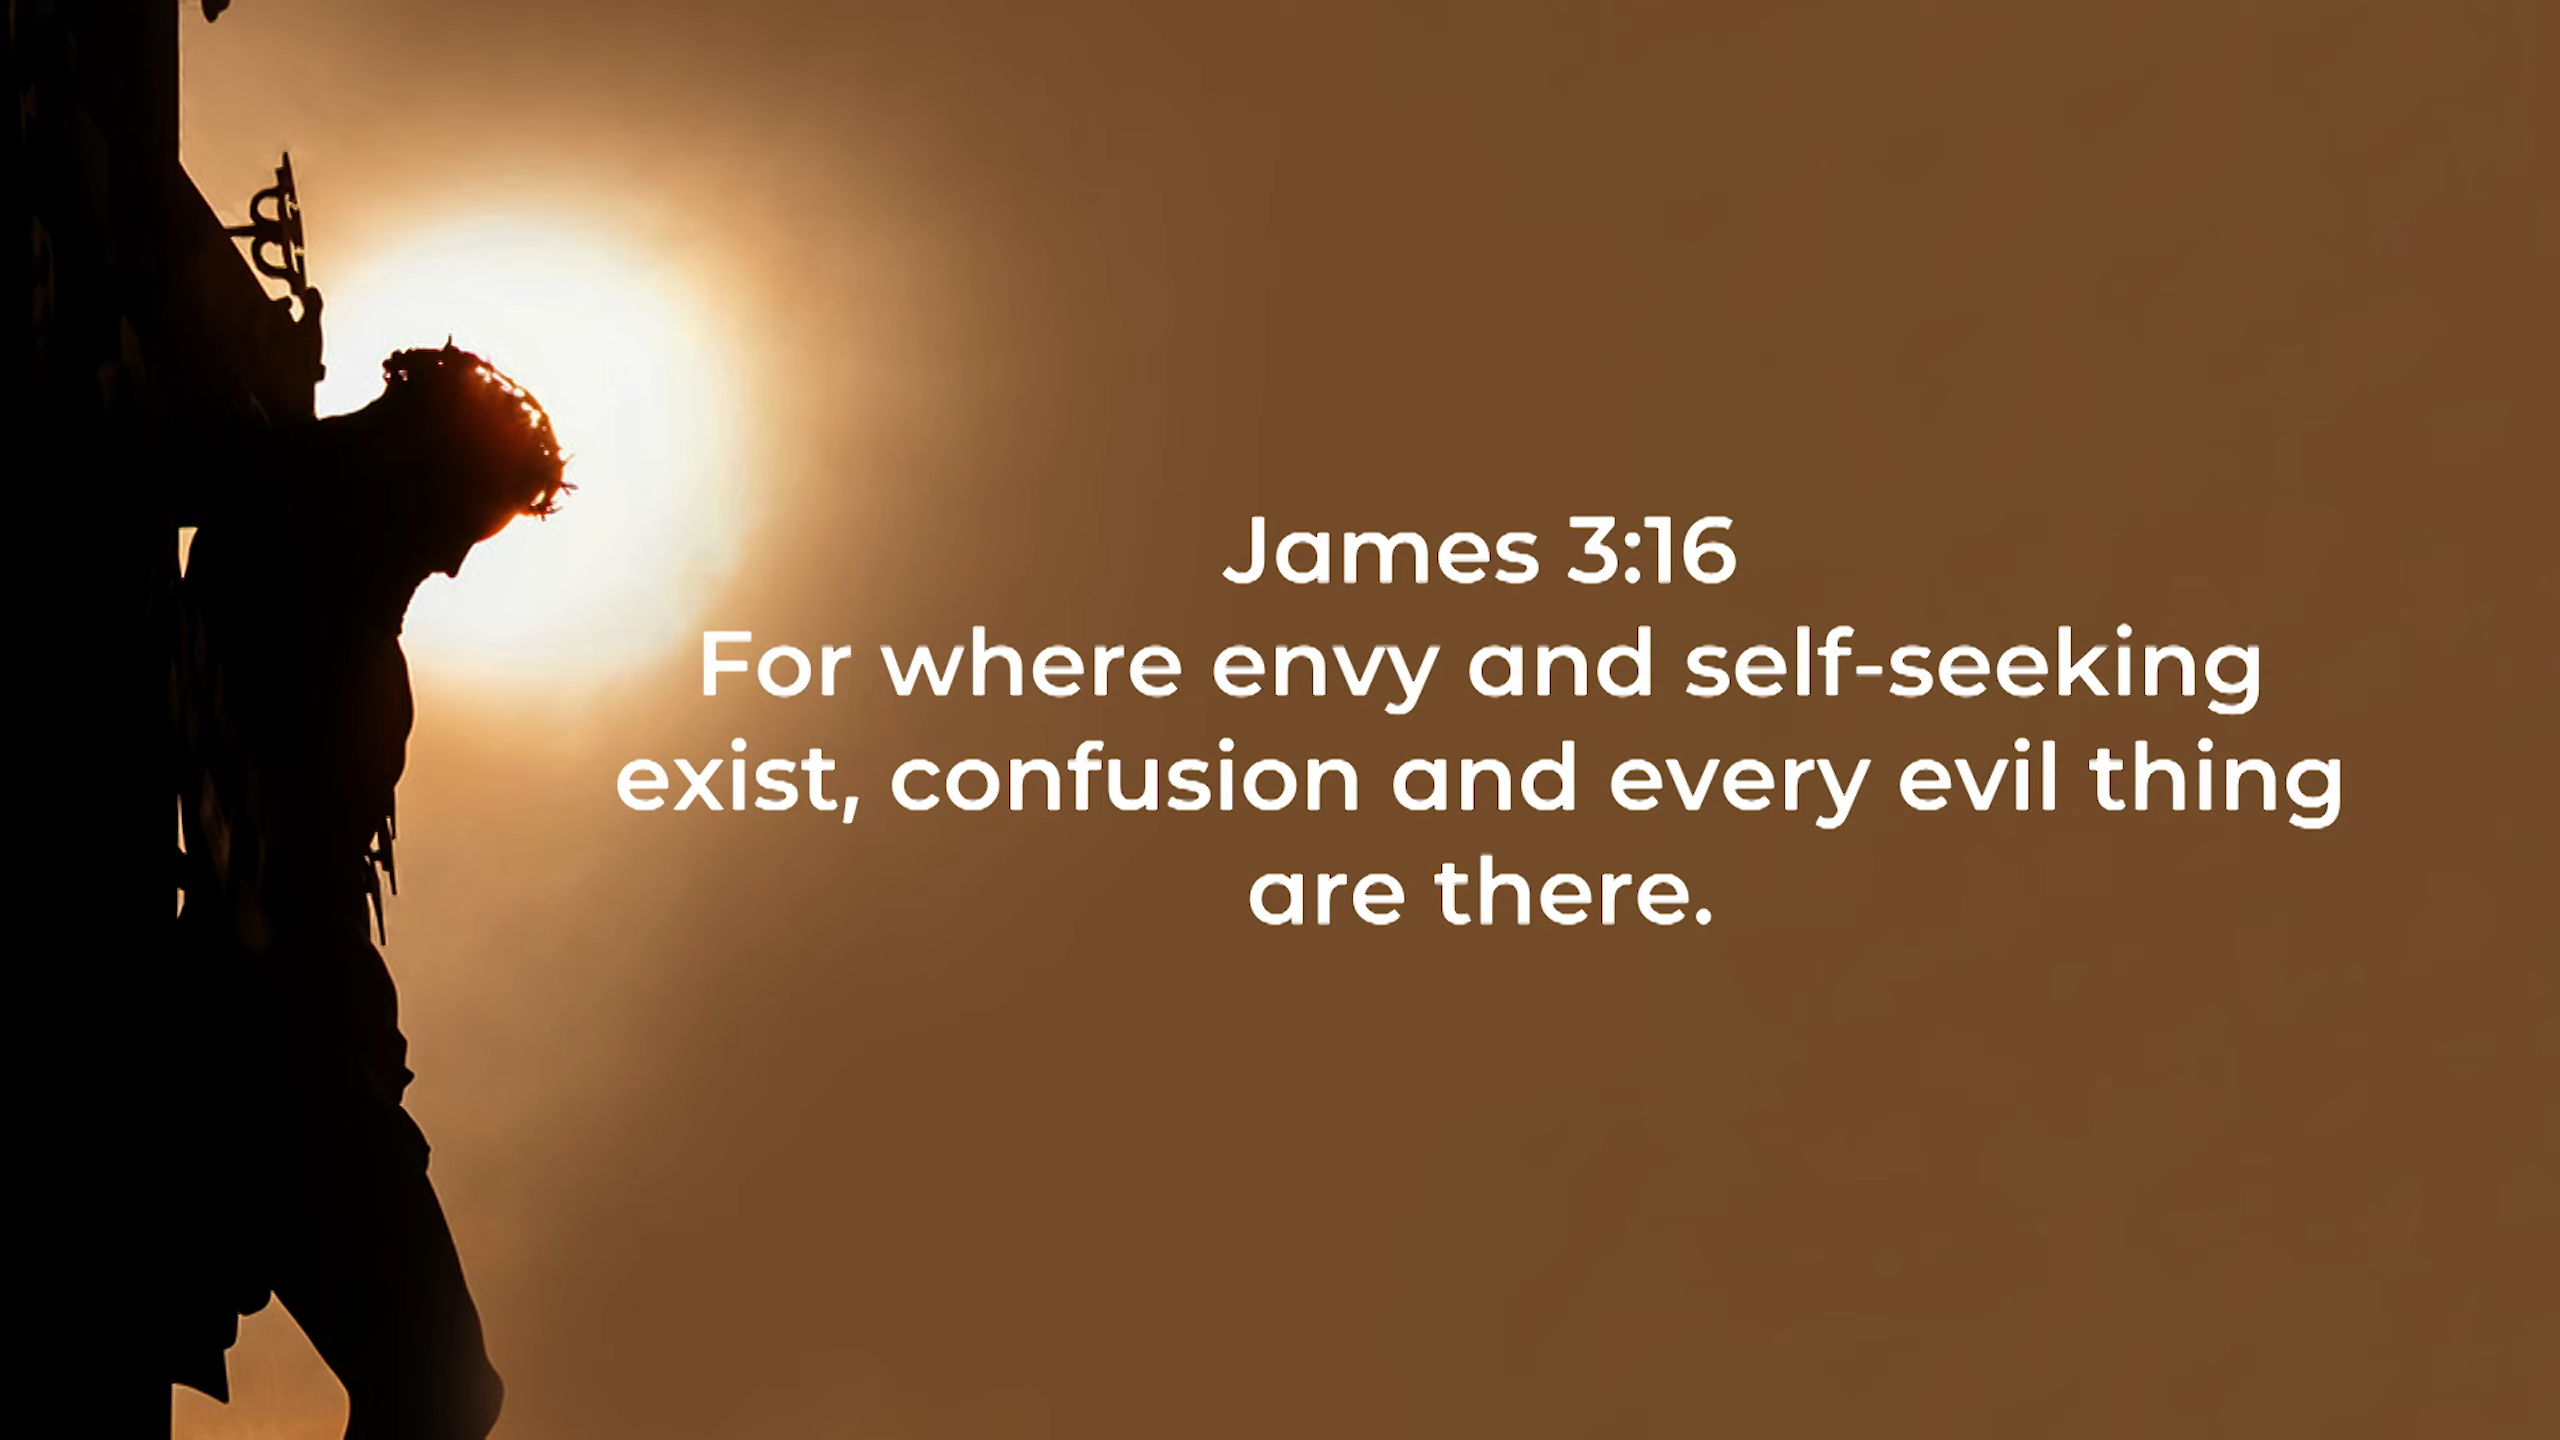 James 3:16
For where envy and self-seeking
exist, confusion and every evil thing
are there.